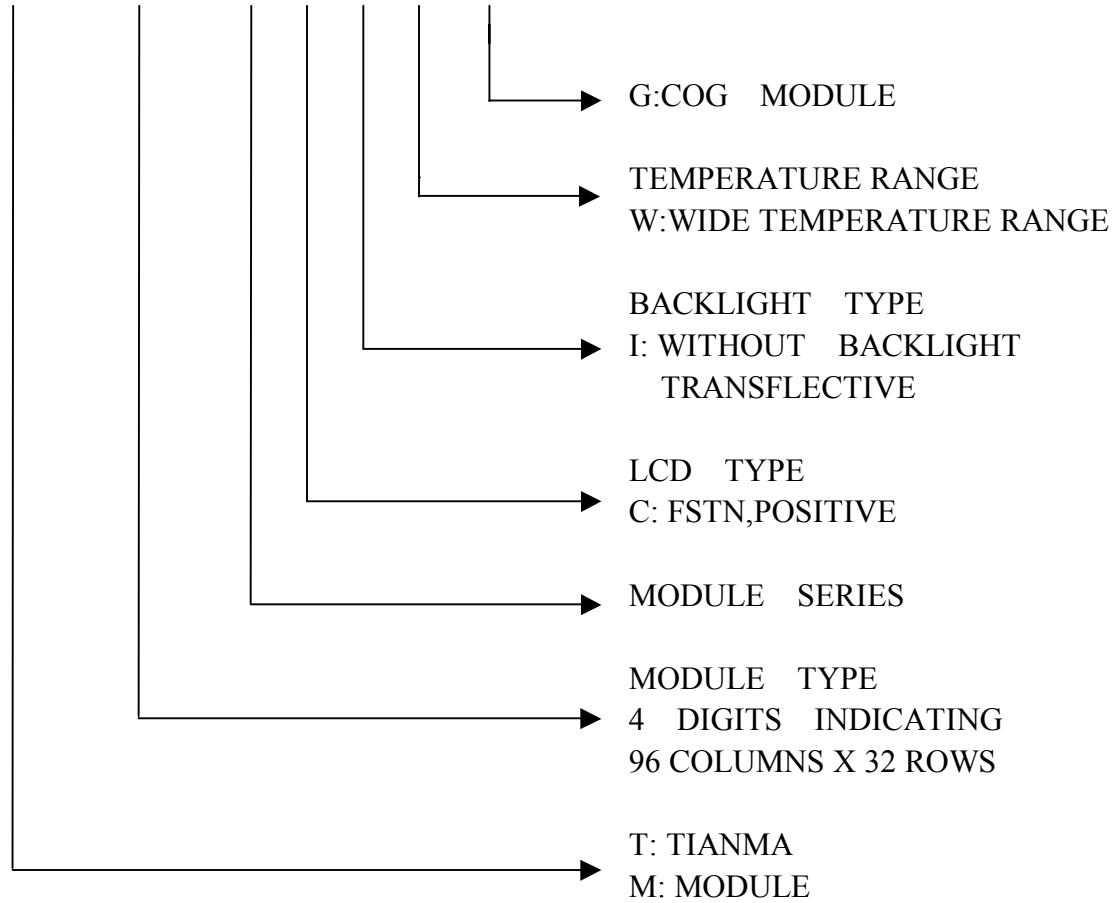 G:COG MODULE
TEMPERATURE RANGE
W:WIDE TEMPERATURE RANGE
BACKLIGHT TYPE
I: WITHOUT BACKLIGHT
TRANSFLECTIVE
LCD TYPE
C: FSTN,POSITIVE
MODULE SERIES
MODULE TYPE
4 DIGITS INDICATING
96 COLUMNS X 32 ROWS
T: TIANMA
M: MODULE